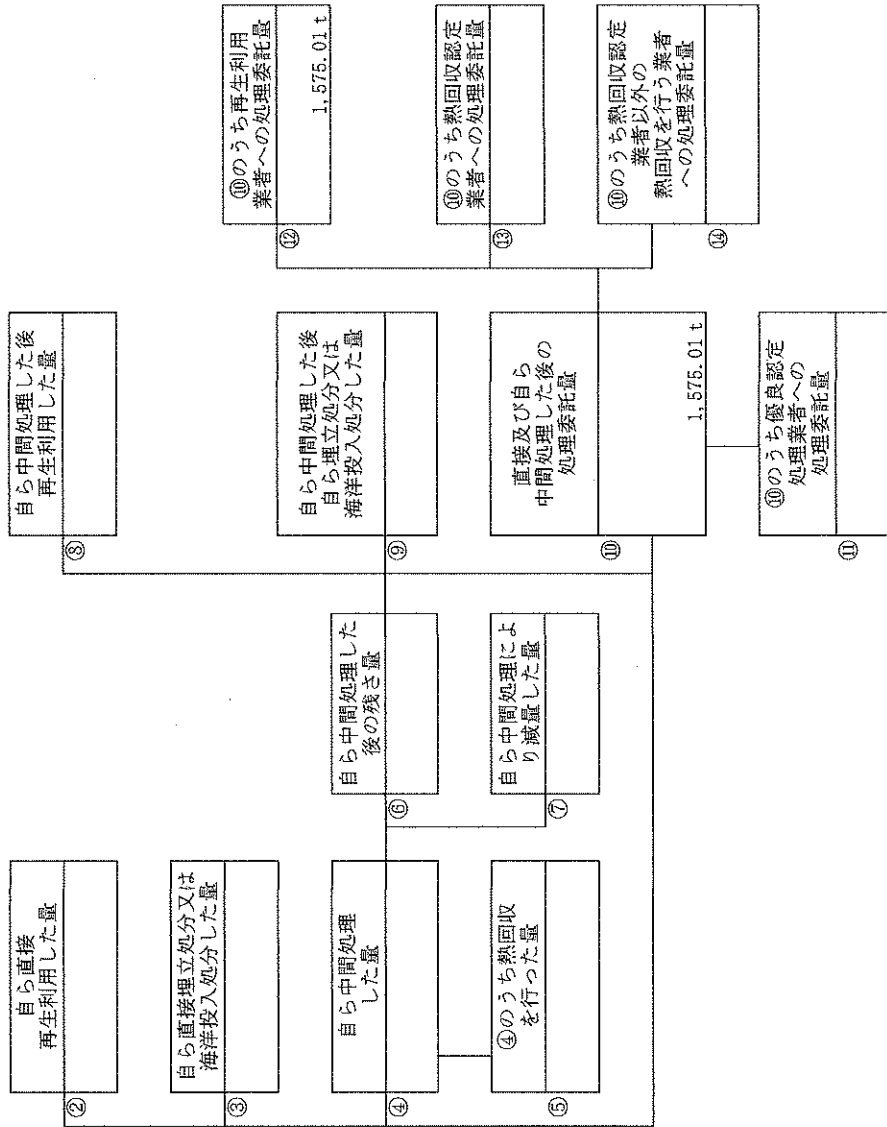 ②
自ら直接
再生利用した量
③
自ら直接埋立処分又は
海洋投入処分した量
④
自ら中間処理
した量
⑤
④のうち熱回収
を行った量
⑥
自ら中間処理した
後の残さ量
⑦
自ら中間処理によ
り減量した量
⑧
自ら中間処理した後
再生利用した量
⑨
自ら中間処理した後
自ら埋立処分又は
海洋投入処分した量
⑩
直接及び自ら
中間処理した後の
処理委託量
1,575.01t
⑪
⑩のうち優良認定
処理業者への
処理委託量
⑫
⑩のうち再生利用
業者への処理委託量
1,575.01t
⑬
⑩のうち熱回収認定
業者への処理委託量
⑭
⑩のうち熱回収認定
業者以外の
熱回収を行う業者
への処理委託量